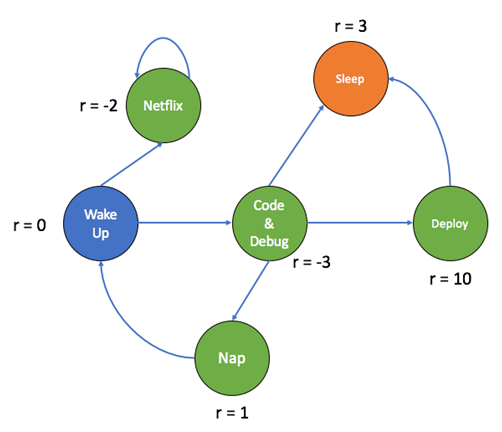 r = 3
Sleep
r = -2
Netflix
r = 0
Wake
Up
Code
&
Debug
r = -3
Deploy
r = 10
Nap
r = 1